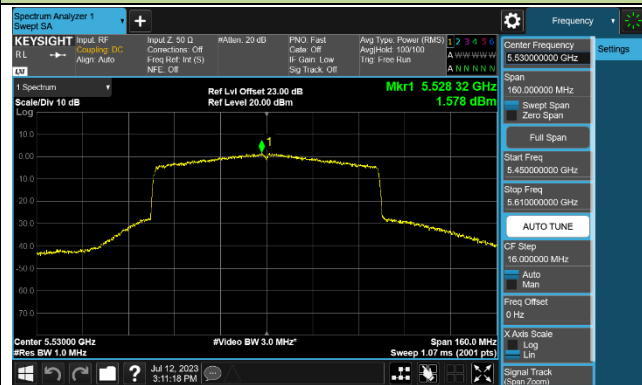 Spectrum Analyzer 1
Swept SA
+
Frequency
KEYSIGHT
Input: RF
Input Z: 50 Ω
#Atten: 20 dB
PNO: Fast
Avg Type: Power (RMS)
1 2 3 4 5 6
RL
Coupling: DC
Corrections: Off
Gate: Off
Avg|Hold: 100/100
A W W W W W
Align: Auto
Freq Ref: Int (S)
IF Gain: Low
Trig: Free Run
NFE: Off
Sig Track: Off
A N N N N N
LXI
1 Spectrum
Ref Lvl Offset 23.00 dB
Mkr1 5.528 32 GHz
Scale/Div 10 dB
Ref Level 20.00 dBm
1.578 dBm
Log
1
10.0
0.00
-10.0
-20.0
-30.0
-40.0
-50.0
-60.0
-70.0
Center 5.53000 GHz
#Video BW 3.0 MHz*
Span 160.0 MHz
#Res BW 1.0 MHz
Sweep 1.07 ms (2001 pts)
Center Frequency
5.530000000 GHz
Settings
Span
160.000000 MHz
Swept Span
Zero Span
Full Span
Start Freq
5.450000000 GHz
Stop Freq
5.610000000 GHz
AUTO TUNE
CF Step
16.000000 MHz
Auto
Man
Freq Offset
0 Hz
X Axis Scale
Log
Lin
Signal Track
(Span Zoom)
?
Jul 12, 2023
3:11:18 PM